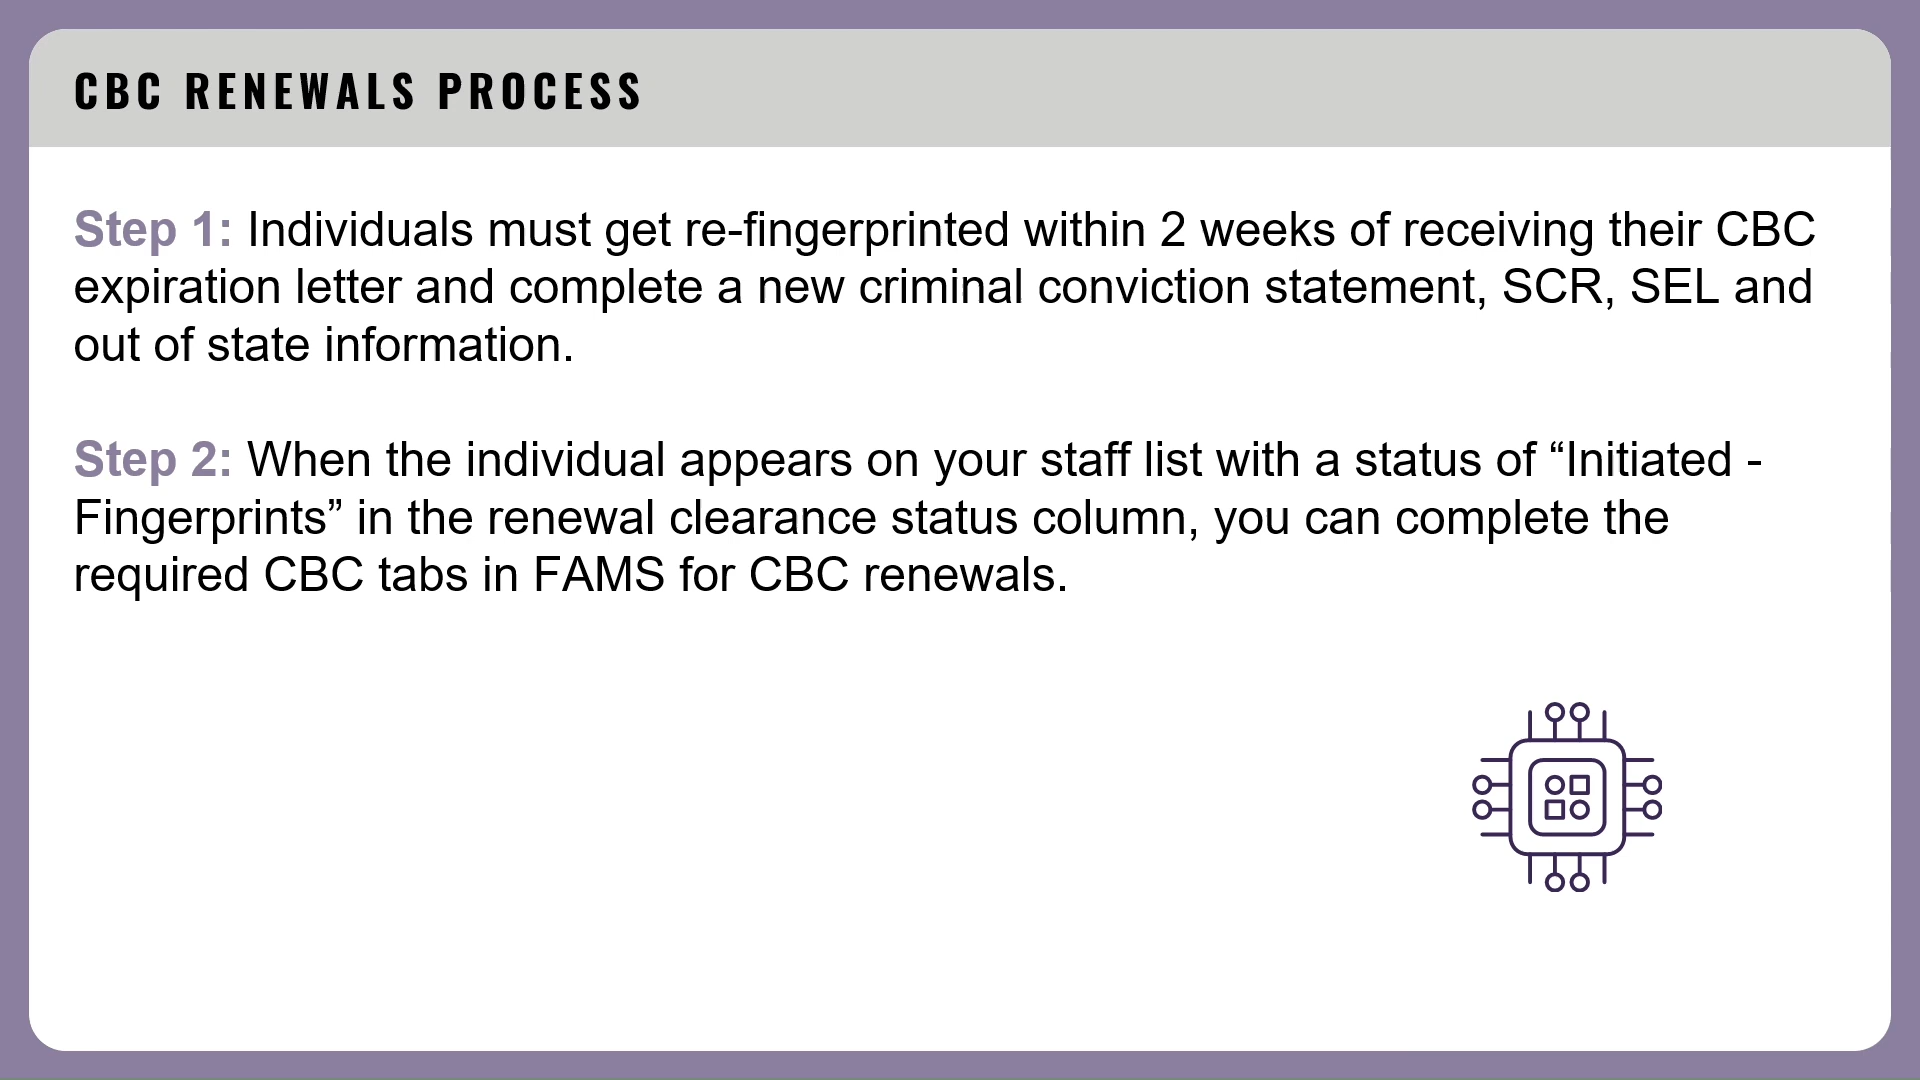 CBC RENEWALS PROCESS
Step 1: Individuals must get re-fingerprinted within 2 weeks of receiving their CBC
expiration letter and complete a new criminal conviction statement, SCR, SEL and
out of state information.
Step 2: When the individual appears on your staff list with a status of “Initiated -
Fingerprints” in the renewal clearance status column, you can complete the
required CBC tabs in FAMS for CBC renewals.